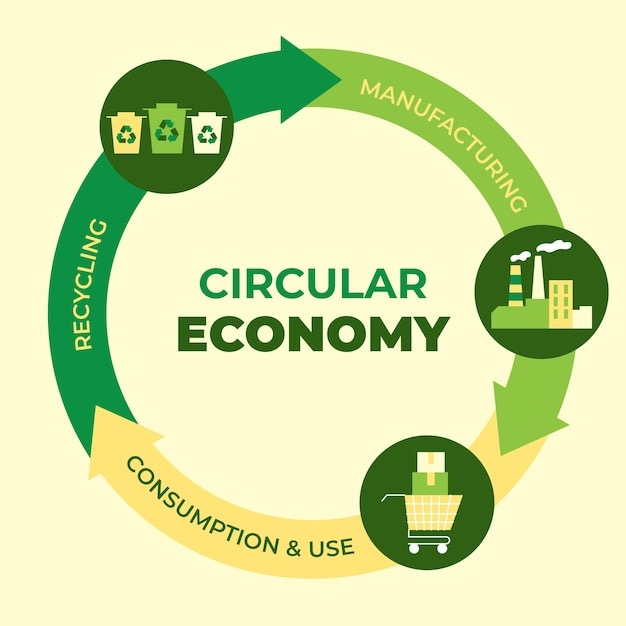 CIRCULAR
ECONOMY
MANUFACTURING
CONSUMPTION & USE
RECYCLING